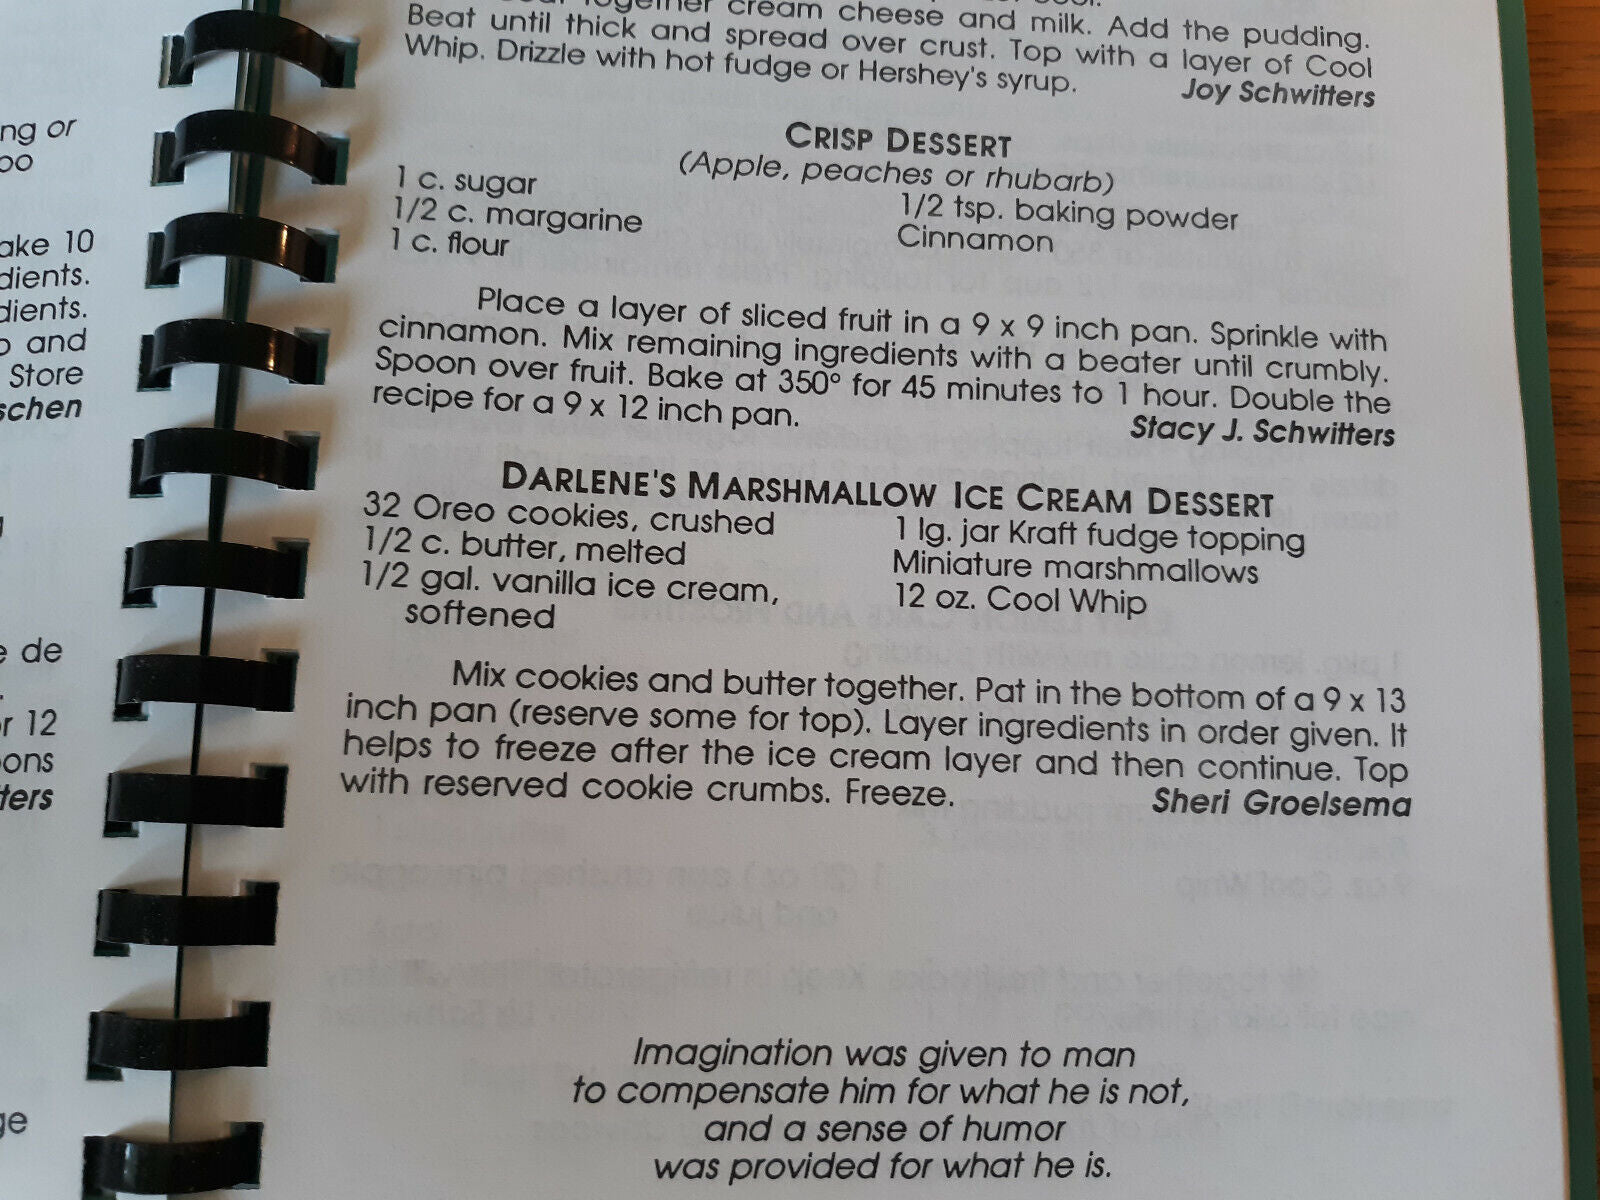 together cream cheese and milk. Add the pudding.
Beat until thick and spread over crust. Top with a layer of Cool
Whip. Drizzle with hot fudge or Hershey's syrup.
Joy Schwitters
CRISP DESSERT
(Apple, peaches or rhubarb)
1 c. sugar
1/2 c. margarine
1 c. flour
1/2 tsp. baking powder
Cinnamon
Place a layer of sliced fruit in a 9 x 9 inch pan. Sprinkle with
cinnamon. Mix remaining ingredients with a beater until crumbly.
Spoon over fruit. Bake at 350° for 45 minutes to 1 hour. Double the
recipe for a 9 x 12 inch pan.
Stacy J. Schwitters
DARLENE'S MARSHMALLOW ICE CREAM DESSERT
32 Oreo cookies, crushed
1/2 c. butter, melted
1/2 gal. vanilla ice cream,
softened
1 lg. jar Kraft fudge topping
Miniature marshmallows
12 oz. Cool Whip
Mix cookies and butter together. Pat in the bottom of a 9 x 13
inch pan (reserve some for top). Layer ingredients in order given. It
helps to freeze after the ice cream layer and then continue. Top
with reserved cookie crumbs. Freeze.
Sheri Groelsema
Imagination was given to man
to compensate him for what he is not,
and a sense of humor
was provided for what he is.